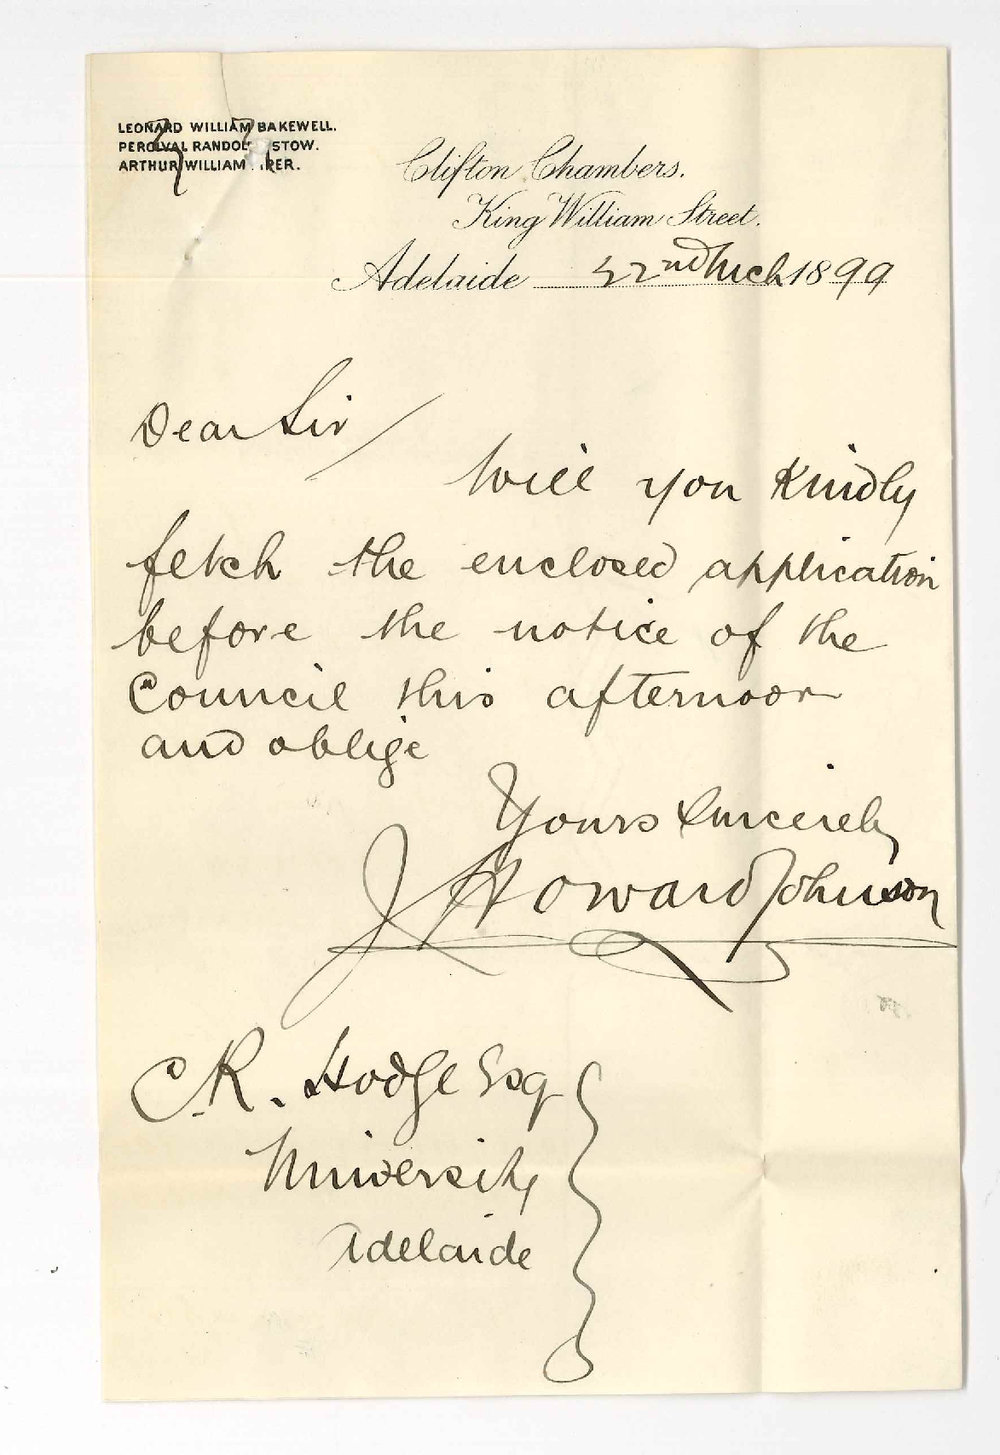 LEONARD WILLIAM BAKEWELL.
PERCIVAL RANDOL STOW.
ARTHUR WILLIAM PER.
Clifton Chambers.
King William Street.
Adelaide 22nd Mch 1899
Dear Sir
Will you Kindly
fetch the enclosed application
before the notice of the
Council this afternoon
and oblige
Yours Sincerely
J Howard Johnson
C. R. Hodge Esq
University
Adelaide